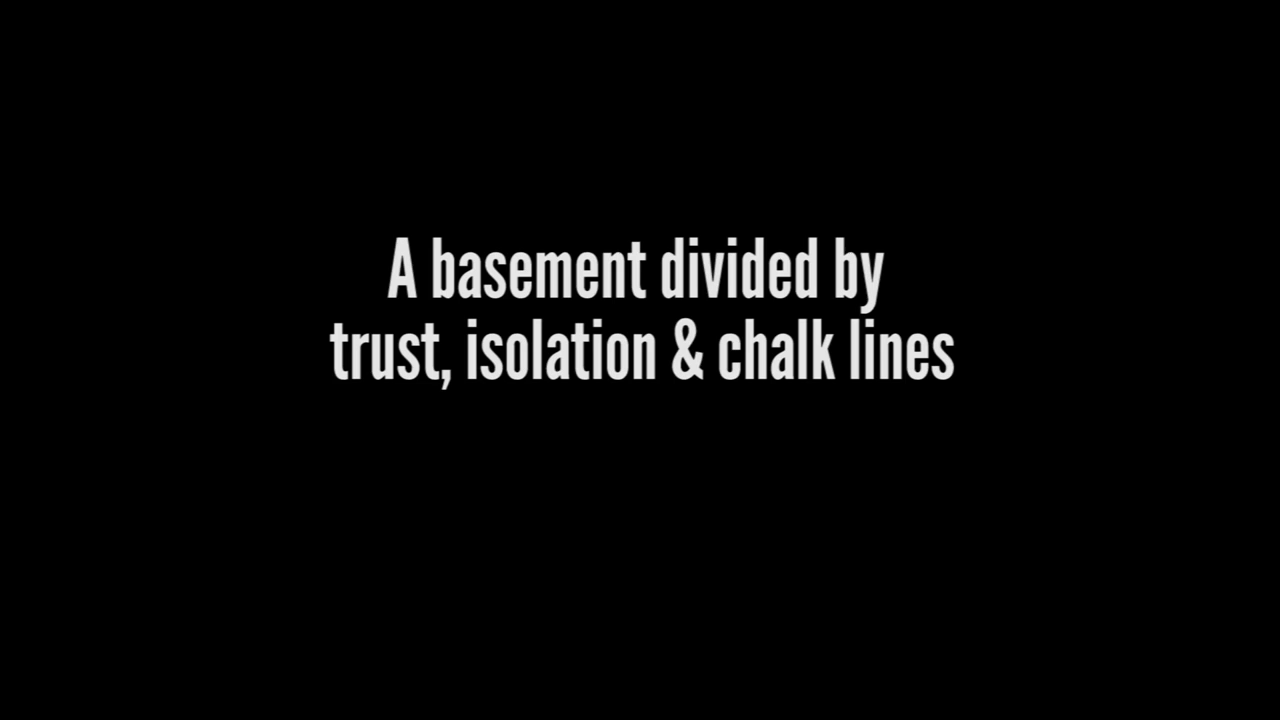 A basement divided by
trust, isolation & chalk lines